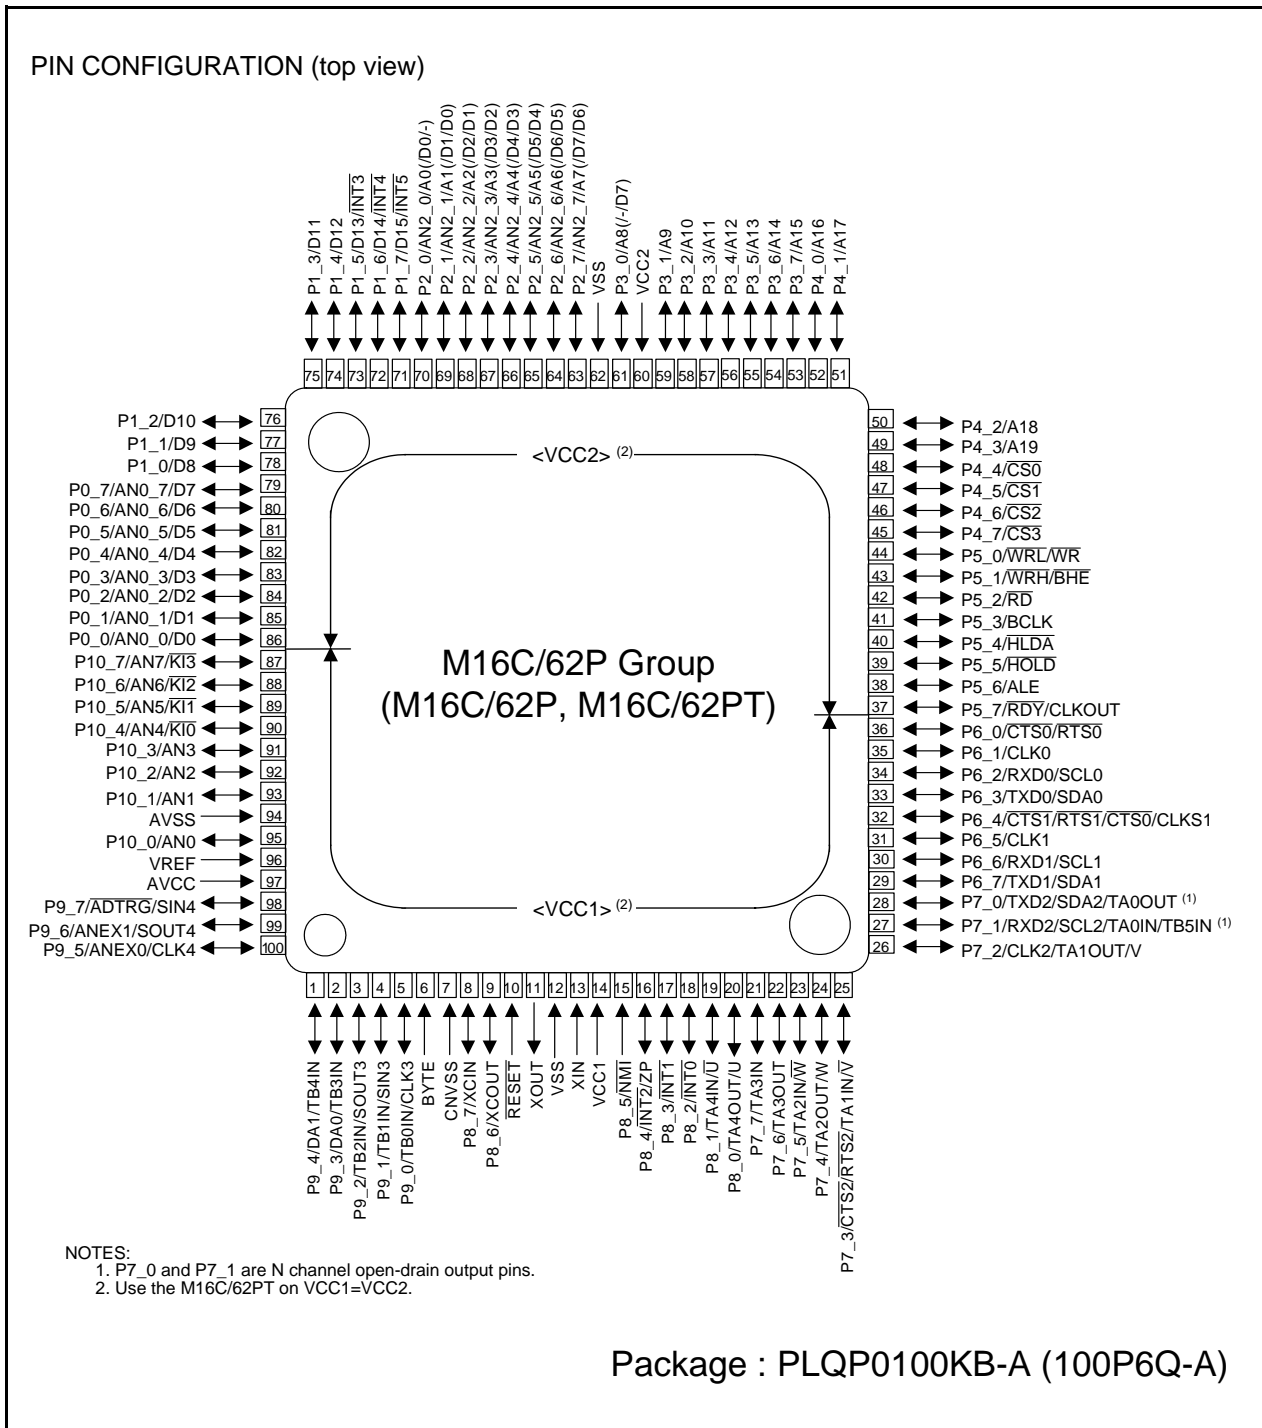 PIN CONFIGURATION (top view)
P1_3/D11
P1_4/D12
P1_5/D13/INT3
P1_6/D14/INT4
P1_7/D15/INT5
P2_0/AN2_0/A0(/D0/-)
P2_1/AN2_1/A1(/D1/D0)
P2_2/AN2_2/A2(/D2/D1)
P2_3/AN2_3/A3(/D3/D2)
P2_4/AN2_4/A4(/D4/D3)
P2_5/AN2_5/A5(/D5/D4)
P2_6/AN2_6/A6(/D6/D5)
P2_7/AN2_7/A7(/D7/D6)
VSS
P3_0/A8(/-/D7)
VCC2
P3_1/A9
P3_2/A10
P3_3/A11
P3_4/A12
P3_5/A13
P3_6/A14
P3_7/A15
P4_0/A16
P4_1/A17
75 74 73 72 71 70 69 68 67 66 65 64 63 62 61 60 59 58 57 56 55 54 53 52 51
P1_2/D10 76
P1_1/D9 77
P1_0/D8 78
P0_7/AN0_7/D7 79
P0_6/AN0_6/D6 80
P0_5/AN0_5/D5 81
P0_4/AN0_4/D4 82
P0_3/AN0_3/D3 83
P0_2/AN0_2/D2 84
P0_1/AN0_1/D1 85
P0_0/AN0_0/D0 86
P10_7/AN7/KI3 87
P10_6/AN6/KI2 88
P10_5/AN5/KI1 89
P10_4/AN4/KI0 90
P10_3/AN3 91
P10_2/AN2 92
P10_1/AN1 93
AVSS 94
P10_0/AN0 95
VREF 96
AVCC 97
P9_7/ADTRG/SIN4 98
P9_6/ANEX1/SOUT4 99
P9_5/ANEX0/CLK4 100
<VCC2> (2)
M16C/62P Group
(M16C/62P, M16C/62PT)
<VCC1> (2)
50 P4_2/A18
49 P4_3/A19
48 P4_4/CS0
47 P4_5/CS1
46 P4_6/CS2
45 P4_7/CS3
44 P5_0/WRL/WR
43 P5_1/WRH/BHE
42 P5_2/RD
41 P5_3/BCLK
40 P5_4/HLDA
39 P5_5/HOLD
38 P5_6/ALE
37 P5_7/RDY/CLKOUT
36 P6_0/CTS0/RTS0
35 P6_1/CLK0
34 P6_2/RXD0/SCL0
33 P6_3/TXD0/SDA0
32 P6_4/CTS1/RTS1/CTS0/CLKS1
31 P6_5/CLK1
30 P6_6/RXD1/SCL1
29 P6_7/TXD1/SDA1
28 P7_0/TXD2/SDA2/TA0OUT (1)
27 P7_1/RXD2/SCL2/TA0IN/TB5IN (1)
26 P7_2/CLK2/TA1OUT/V
1 2 3 4 5 6 7 8 9 10 11 12 13 14 15 16 17 18 19 20 21 22 23 24 25
P9_4/DA1/TB4IN
P9_3/DA0/TB3IN
P9_2/TB2IN/SOUT3
P9_1/TB1IN/SIN3
P9_0/TB0IN/CLK3
BYTE
CNVSS
P8_7/XCIN
P8_6/XCOUT
RESET
XOUT
VSS
XIN
VCC1
P8_5/NMI
P8_4/INT2/ZP
P8_3/INT1
P8_2/INT0
P8_1/TA4IN/U
P8_0/TA4OUT/U
P7_7/TA3IN
P7_6/TA3OUT
P7_5/TA2IN/W
P7_4/TA2OUT/W
P7_3/CTS2/RTS2/TA1IN/V
NOTES:
1. P7_0 and P7_1 are N channel open-drain output pins.
2. Use the M16C/62PT on VCC1=VCC2.
Package : PLQP0100KB-A (100P6Q-A)